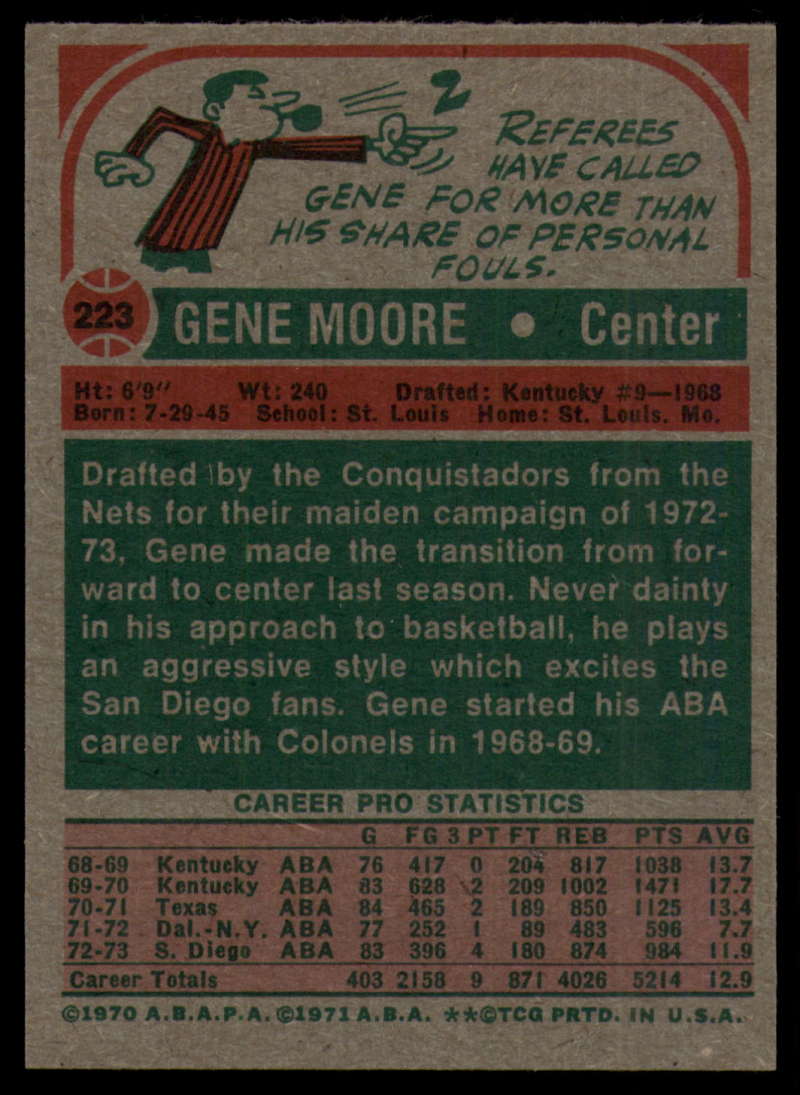 2
REFEREES
HAVE CALLED
GENE FOR MORE THAN
HIS SHARE OF PERSONAL
FOULS.
223 GENE MOORE • Center
Ht: 6'9" Wt: 240 Drafted: Kentucky #9—1968
Born: 7-29-45 School: St. Louis Home: St. Louis, Mo.
Drafted by the Conquistadors from the
Nets for their maiden campaign of 1972-
73, Gene made the transition from for-
ward to center last season. Never dainty
in his approach to basketball, he plays
an aggressive style which excites the
San Diego fans. Gene started his ABA
career with Colonels in 1968-69.
CAREER PRO STATISTICS
G FG 3 PT FT REB PTS AVG
68-69 Kentucky ABA 76 417 0 204 817 1038 13.7
69-70 Kentucky ABA 83 628 2 209 1002 1471 17.7
70-71 Texas ABA 84 465 2 189 850 1125 13.4
71-72 Dal.-N.Y. ABA 77 252 1 89 483 596 7.7
72-73 S. Diego ABA 83 396 4 180 874 984 11.9
Career Totals 403 2158 9 871 4026 5214 12.9
©1970 A.B.A.P.A. ©1971 A.B.A. **©TCG PRTD. IN U.S.A.